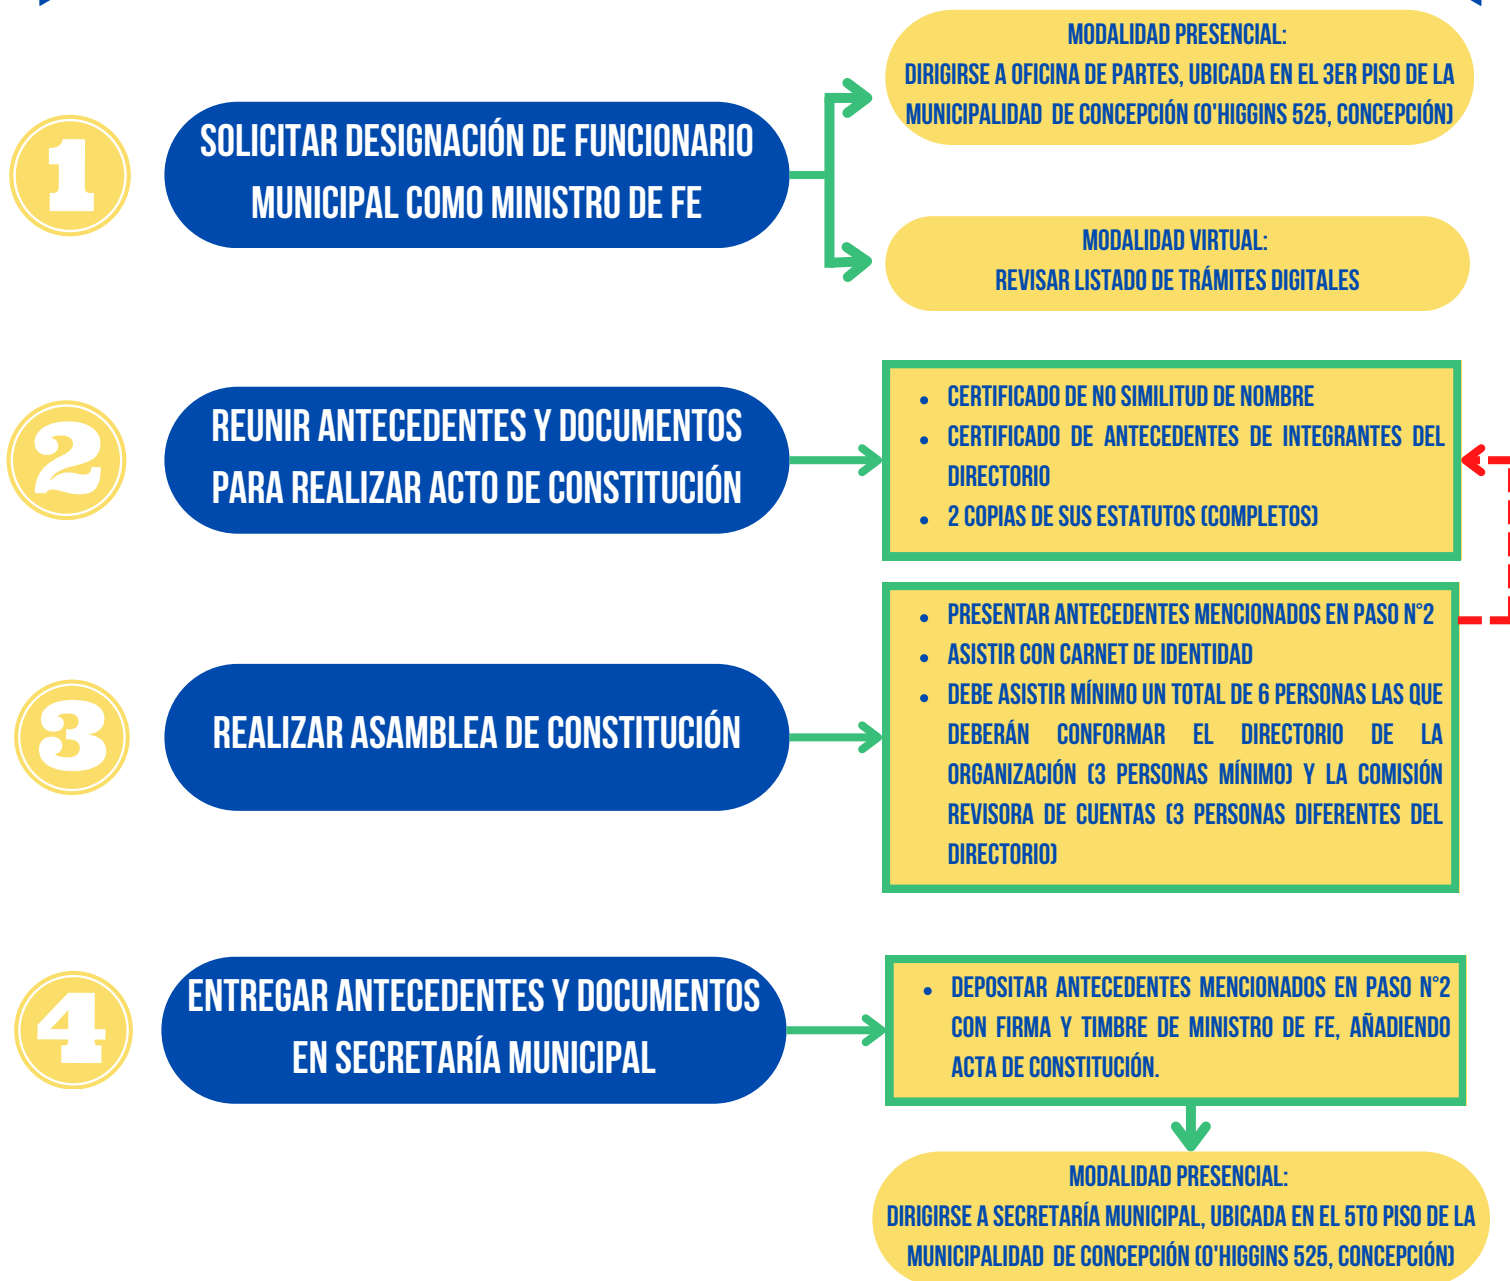 1
SOLICITAR DESIGNACIÓN DE FUNCIONARIO
MUNICIPAL COMO MINISTRO DE FE
MODALIDAD PRESENCIAL:
DIRIGIRSE A OFICINA DE PARTES, UBICADA EN EL 3ER PISO DE LA
MUNICIPALIDAD DE CONCEPCIÓN (O'HIGGINS 525, CONCEPCIÓN)
MODALIDAD VIRTUAL:
REVISAR LISTADO DE TRÁMITES DIGITALES
2
REUNIR ANTECEDENTES Y DOCUMENTOS
PARA REALIZAR ACTO DE CONSTITUCIÓN
• CERTIFICADO DE NO SIMILITUD DE NOMBRE
• CERTIFICADO DE ANTECEDENTES DE INTEGRANTES DEL
DIRECTORIO
• 2 COPIAS DE SUS ESTATUTOS (COMPLETOS)
3
REALIZAR ASAMBLEA DE CONSTITUCIÓN
• PRESENTAR ANTECEDENTES MENCIONADOS EN PASO N°2
• ASISTIR CON CARNET DE IDENTIDAD
• DEBE ASISTIR MÍNIMO UN TOTAL DE 6 PERSONAS LAS QUE
DEBERÁN CONFORMAR EL DIRECTORIO DE LA
ORGANIZACIÓN (3 PERSONAS MÍNIMO) Y LA COMISIÓN
REVISORA DE CUENTAS (3 PERSONAS DIFERENTES DEL
DIRECTORIO)
4
ENTREGAR ANTECEDENTES Y DOCUMENTOS
EN SECRETARÍA MUNICIPAL
• DEPOSITAR ANTECEDENTES MENCIONADOS EN PASO N°2
CON FIRMA Y TIMBRE DE MINISTRO DE FE, AÑADIENDO
ACTA DE CONSTITUCIÓN.
MODALIDAD PRESENCIAL:
DIRIGIRSE A SECRETARÍA MUNICIPAL, UBICADA EN EL 5TO PISO DE LA
MUNICIPALIDAD DE CONCEPCIÓN (O'HIGGINS 525, CONCEPCIÓN)